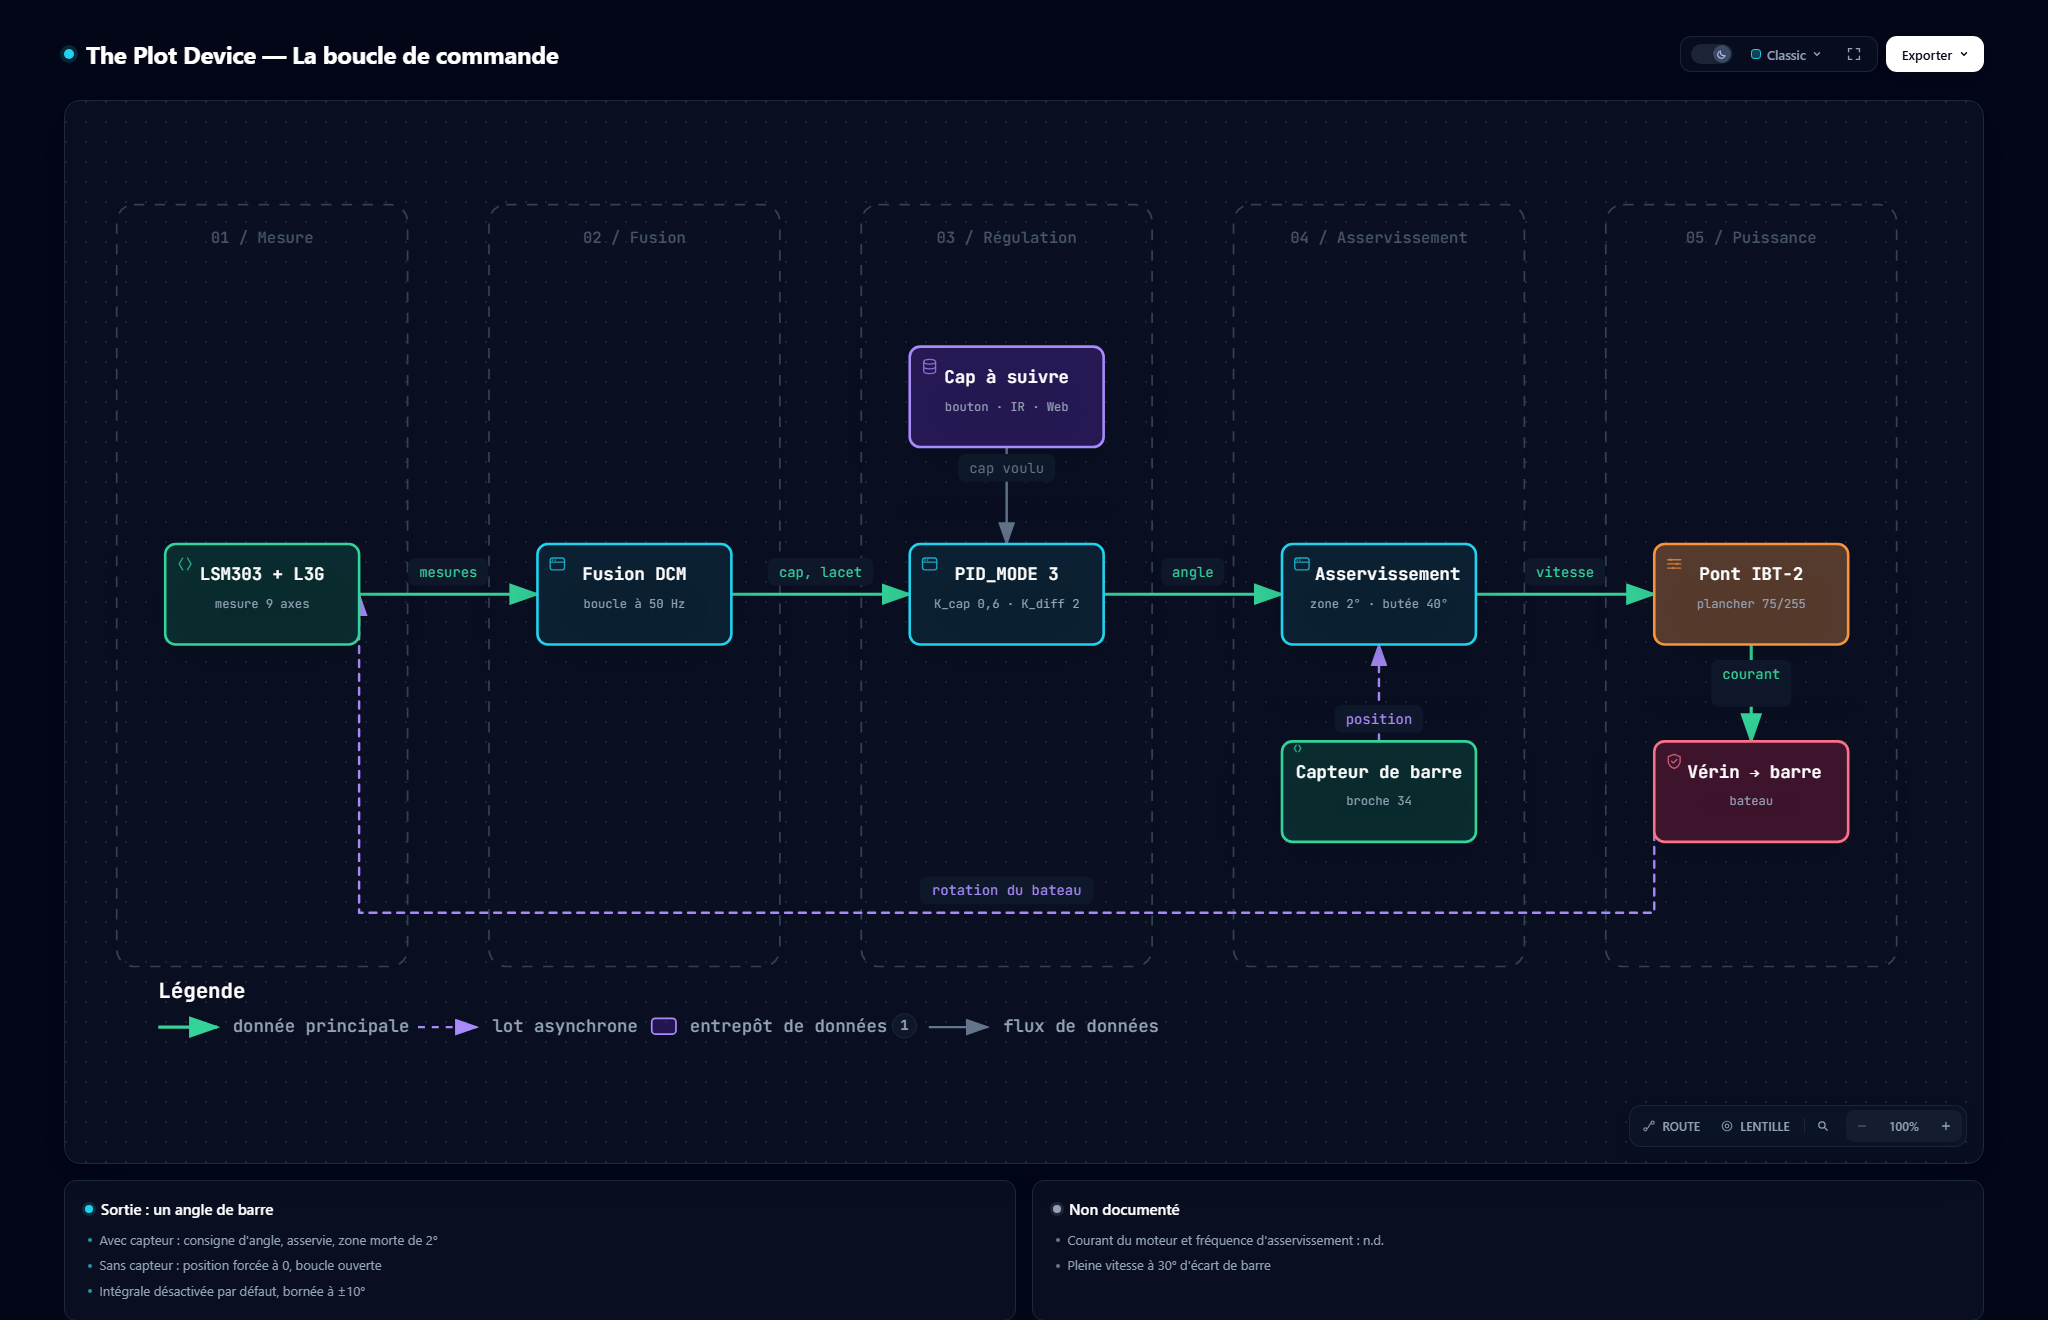 The Plot Device — La boucle de commande
Classic
Exporter
01 / Mesure
02 / Fusion
03 / Régulation
04 / Asservissement
05 / Puissance
Cap à suivre
bouton · IR · Web
cap voulu
LSM303 + L3G
mesure 9 axes
mesures
Fusion DCM
boucle à 50 Hz
cap, lacet
PID_MODE 3
K_cap 0,6 · K_diff 2
angle
Asservissement
zone 2° · butée 40°
vitesse
Pont IBT-2
plancher 75/255
courant
position
Capteur de barre
broche 34
Vérin → barre
bateau
rotation du bateau
Légende
donnée principale
lot asynchrone
entrepôt de données
1
flux de données
ROUTE
LENTILLE
− 100% +
Sortie : un angle de barre
• Avec capteur : consigne d'angle, asservie, zone morte de 2°
• Sans capteur : position forcée à 0, boucle ouverte
• Intégrale désactivée par défaut, bornée à ±10°
Non documenté
• Courant du moteur et fréquence d'asservissement : n.d.
• Pleine vitesse à 30° d'écart de barre